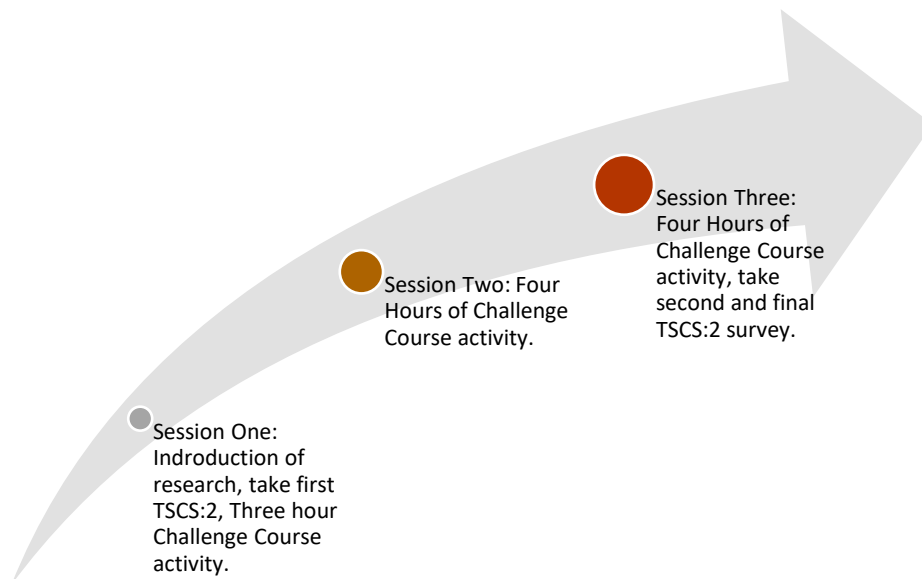 Session One:
Indroduction of
research, take first
TSCS:2, Three hour
Challenge Course
activity.
Session Two: Four
Hours of Challenge
Course activity.
Session Three:
Four Hours of
Challenge Course
activity, take
second and final
TSCS:2 survey.